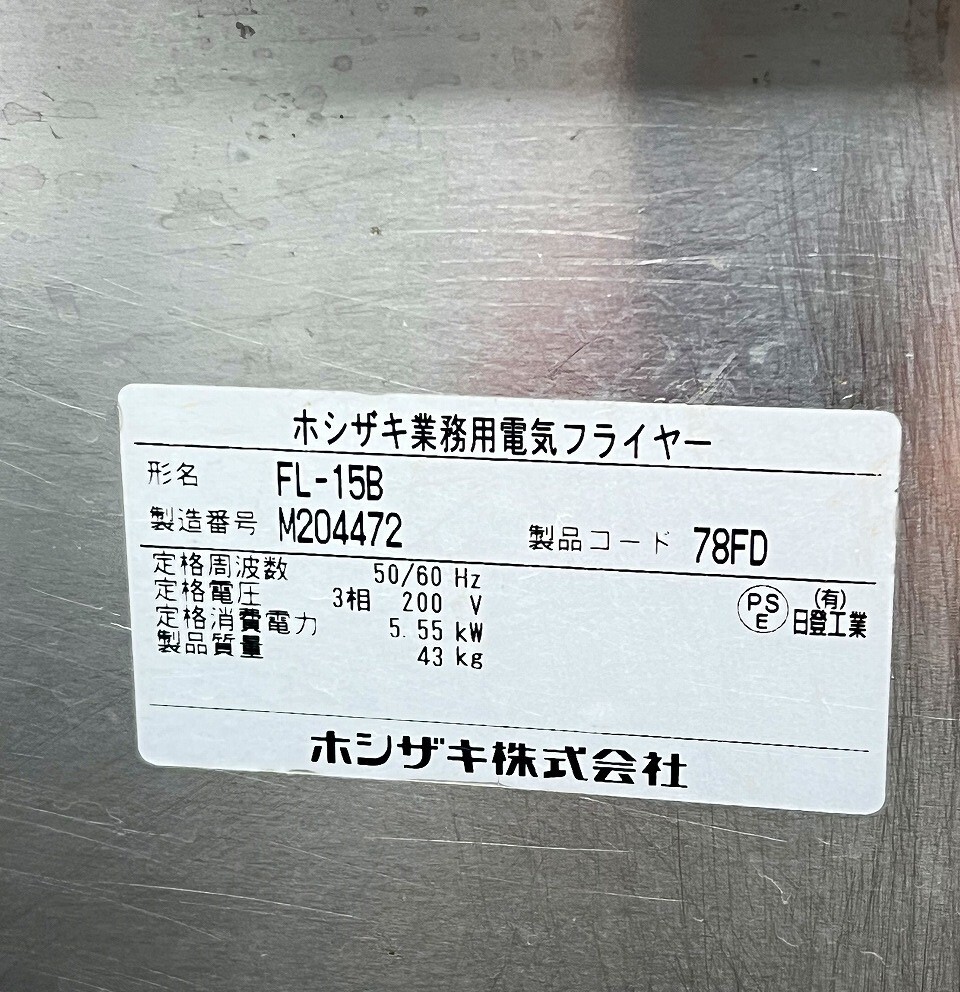 ホシザキ業務用電気フライヤー
形名 FL-15B
製造番号 M204472 製品コード 78FD
定格周波数 50/60 Hz
定格電圧 3相 200 V
定格消費電力 5.55 kW
製品質量 43 kg
PS
E
(有)
日登工業
ホシザキ株式会社